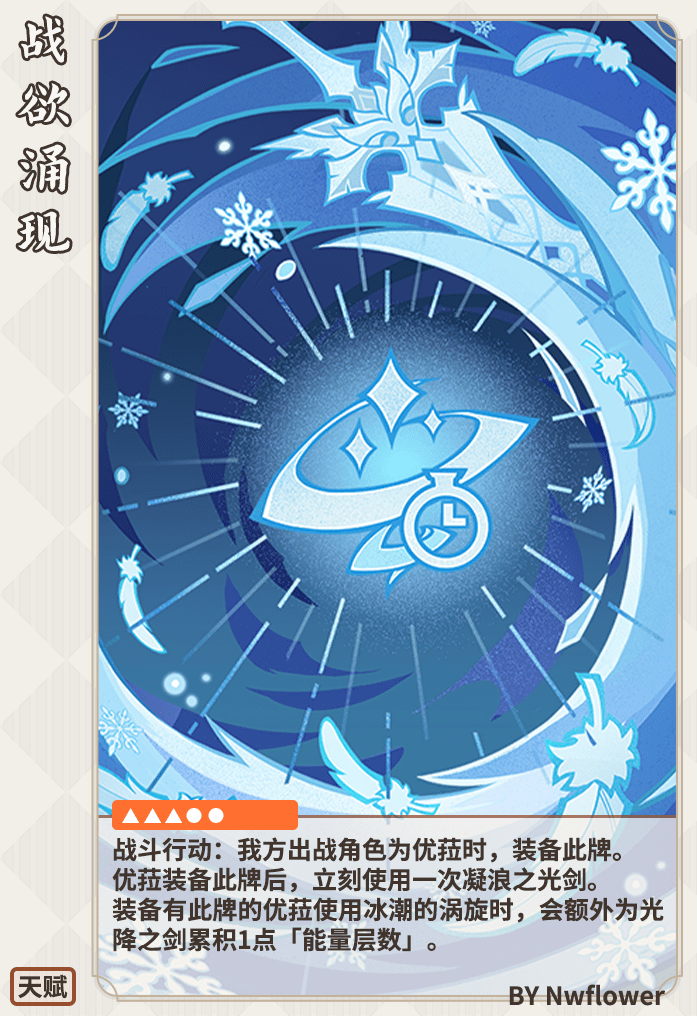 战欲涌现
战斗行动：我方出战角色为优菈时，装备此牌。
优菈装备此牌后，立刻使用一次凝浪之光剑。
装备有此牌的优菈使用冰潮的涡旋时，会额外为光
降之剑累积1点「能量层数」。
天赋
BY Nwflower